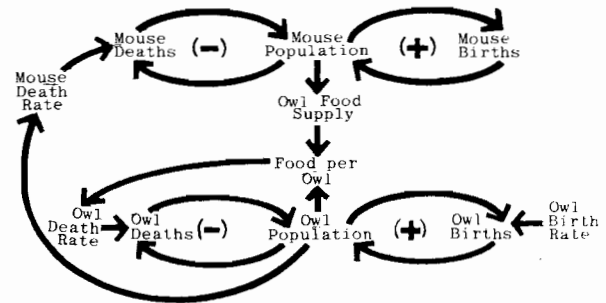 Mouse
Deaths
(-)
Mouse
Population
(+)
Mouse
Births
Mouse
Death
Rate
Owl Food
Supply
Food per
Owl
Owl
Death
Rate
Owl
Deaths
(-)
Owl
Population
(+)
Owl
Births
Owl
Birth
Rate